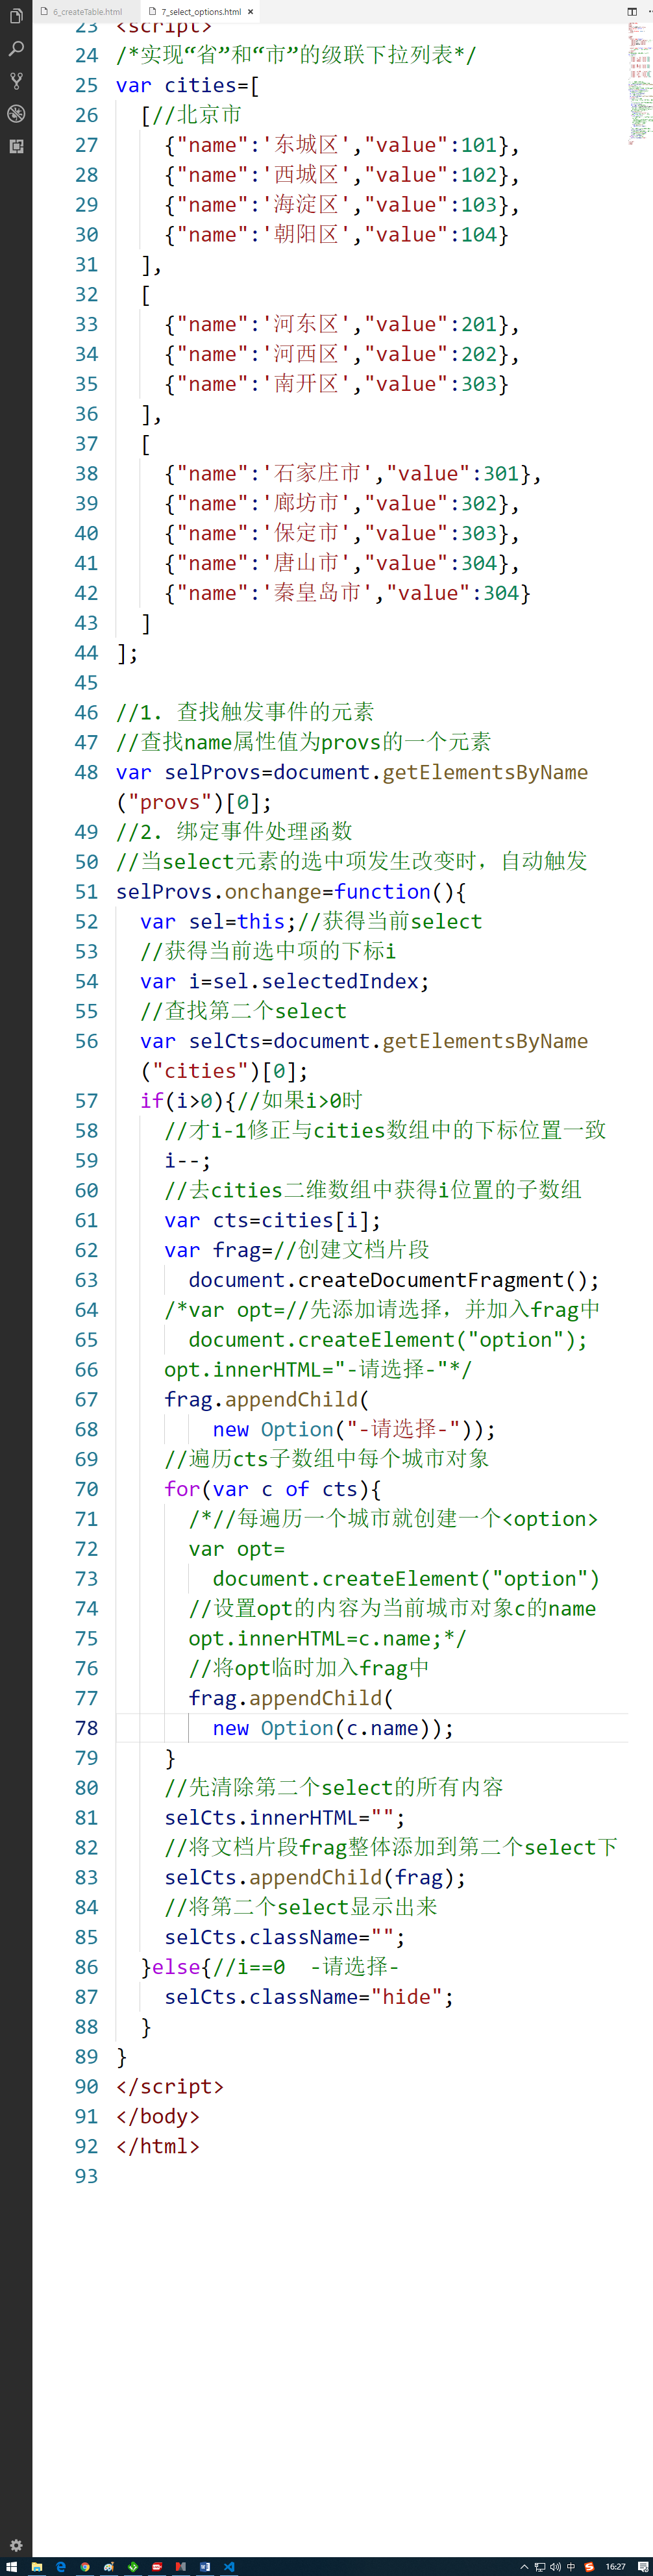 6_createTable.html 7_select_options.html ×
23 <script>
24 /*实现“省”和“市”的级联下拉列表*/
25 var cities=[
26 [//北京市
27 {"name":'东城区',"value":101},
28 {"name":'西城区',"value":102},
29 {"name":'海淀区',"value":103},
30 {"name":'朝阳区',"value":104}
31 ],
32 [
33 {"name":'河东区',"value":201},
34 {"name":'河西区',"value":202},
35 {"name":'南开区',"value":303}
36 ],
37 [
38 {"name":'石家庄市',"value":301},
39 {"name":'廊坊市',"value":302},
40 {"name":'保定市',"value":303},
41 {"name":'唐山市',"value":304},
42 {"name":'秦皇岛市',"value":304}
43 ]
44 ];
45
46 //1. 查找触发事件的元素
47 //查找name属性值为provs的一个元素
48 var selProvs=document.getElementsByName
("provs")[0];
49 //2. 绑定事件处理函数
50 //当select元素的选中项发生改变时，自动触发
51 selProvs.onchange=function(){
52 var sel=this;//获得当前select
53 //获得当前选中项的下标i
54 var i=sel.selectedIndex;
55 //查找第二个select
56 var selCts=document.getElementsByName
("cities")[0];
57 if(i>0){//如果i>0时
58 //才i-1修正与cities数组中的下标位置一致
59 i--;
60 //去cities二维数组中获得i位置的子数组
61 var cts=cities[i];
62 var frag=//创建文档片段
63 document.createDocumentFragment();
64 /*var opt=//先添加请选择，并加入frag中
65 document.createElement("option");
66 opt.innerHTML="-请选择-"*/
67 frag.appendChild(
68 new Option("-请选择-"));
69 //遍历cts子数组中每个城市对象
70 for(var c of cts){
71 /*//每遍历一个城市就创建一个<option>
72 var opt=
73 document.createElement("option")
74 //设置opt的内容为当前城市对象c的name
75 opt.innerHTML=c.name;*/
76 //将opt临时加入frag中
77 frag.appendChild(
78 new Option(c.name));
79 }
80 //先清除第二个select的所有内容
81 selCts.innerHTML="";
82 //将文档片段frag整体添加到第二个select下
83 selCts.appendChild(frag);
84 //将第二个select显示出来
85 selCts.className="";
86 }else{//i==0 -请选择-
87 selCts.className="hide";
88 }
89 }
90 </script>
91 </body>
92 </html>
93
中 16:27